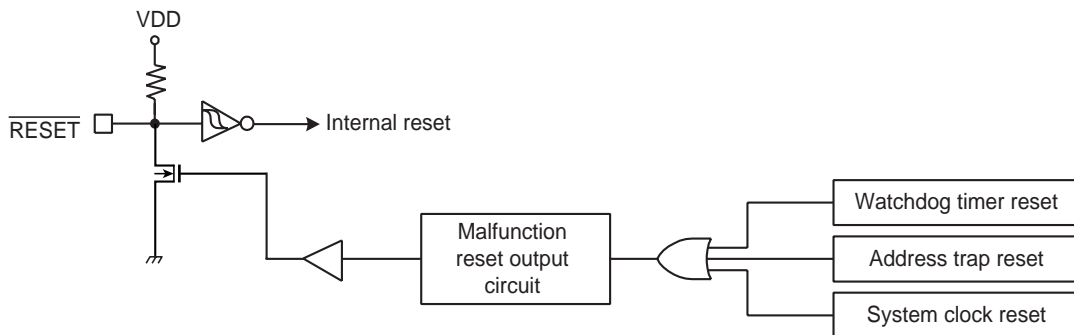 VDD
RESET
Internal reset
Watchdog timer reset
Malfunction
reset output
circuit
Address trap reset
System clock reset